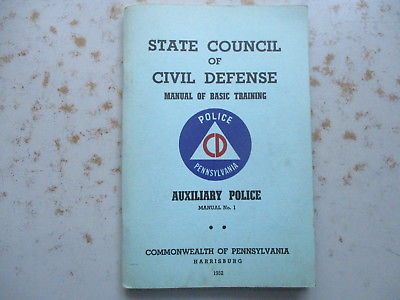 STATE COUNCIL
OF
CIVIL DEFENSE
MANUAL OF BASIC TRAINING
POLICE
CD
PENNSYLVANIA
AUXILIARY POLICE
MANUAL No. 1
COMMONWEALTH OF PENNSYLVANIA
HARRISBURG
1952